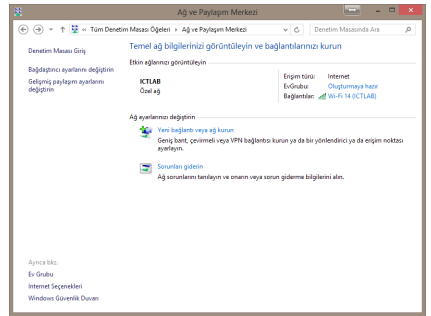 Ağ ve Paylaşım Merkezi
« Tüm Denetim Masası Öğeleri ▸ Ağ ve Paylaşım Merkezi
Denetim Masasında Ara
Denetim Masası Giriş
Bağdaştırıcı ayarlarını değiştirin
Gelişmiş paylaşım ayarlarını
değiştirin
Temel ağ bilgilerinizi görüntüleyin ve bağlantılarınızı kurun
Etkin ağlarınızı görüntüleyin
ICTLAB
Özel ağ
Erişim türü: Internet
EvGrubu: Oluşturmaya hazır
Bağlantılar: Wi-Fi 14 (ICTLAB)
Ağ ayarlarınızı değiştirin
Yeni bağlantı veya ağ kurun
Geniş bant, çevirmeli veya VPN bağlantısı kurun ya da bir yönlendirici ya da erişim noktası
ayarlayın.
Sorunları giderin
Ağ sorunlarını tanılayın ve onarın veya sorun giderme bilgilerini alın.
Ayrıca bkz.
Ev Grubu
Internet Seçenekleri
Windows Güvenlik Duvarı